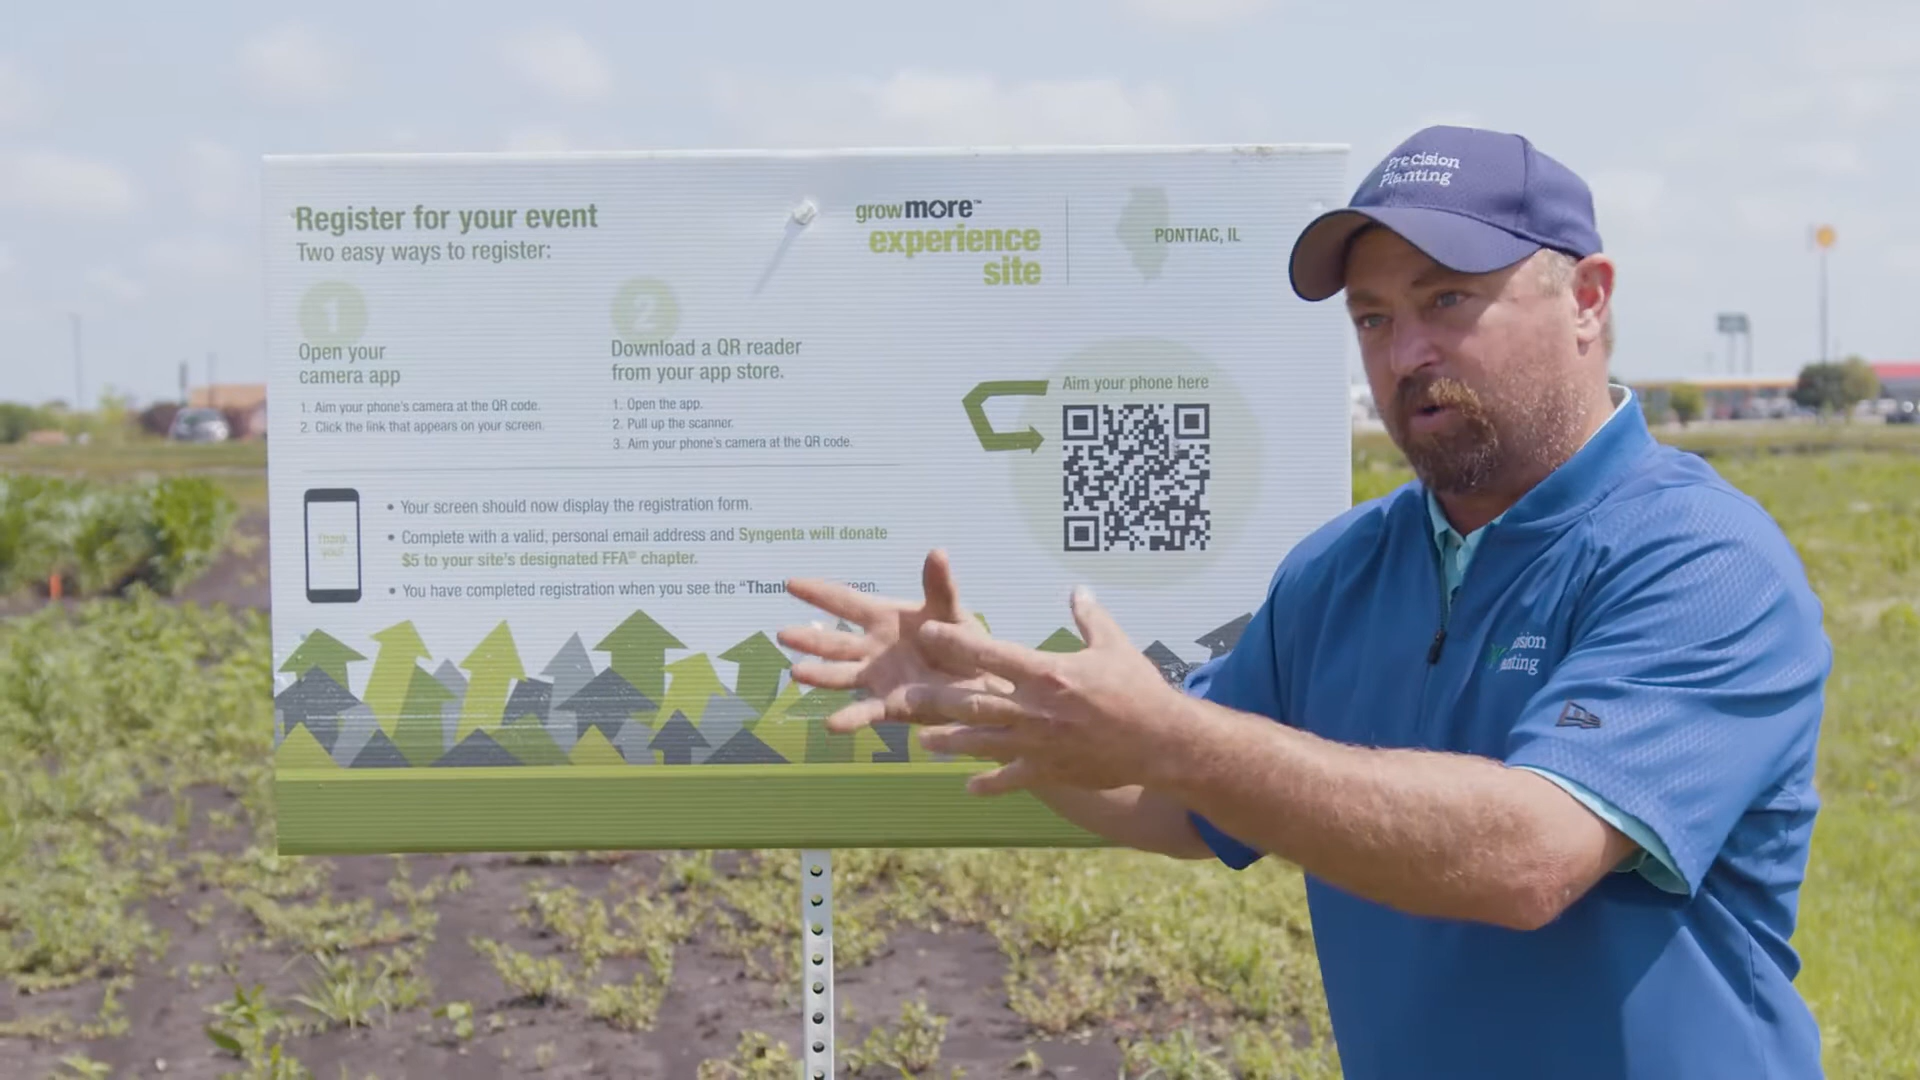 Register for your event
Two easy ways to register:
1
Open your
camera app
1. Aim your phone's camera at the QR code.
2. Click the link that appears on your screen.
2
Download a QR reader
from your app store.
1. Open the app.
2. Pull up the scanner.
3. Aim your phone's camera at the QR code.
growmore™
experience
site
PONTIAC, IL
Aim your phone here
Thank
you!
• Your screen should now display the registration form.
• Complete with a valid, personal email address and Syngenta will donate
$5 to your site's designated FFA® chapter.
• You have completed registration when you see the "Thank
Precision
Planting